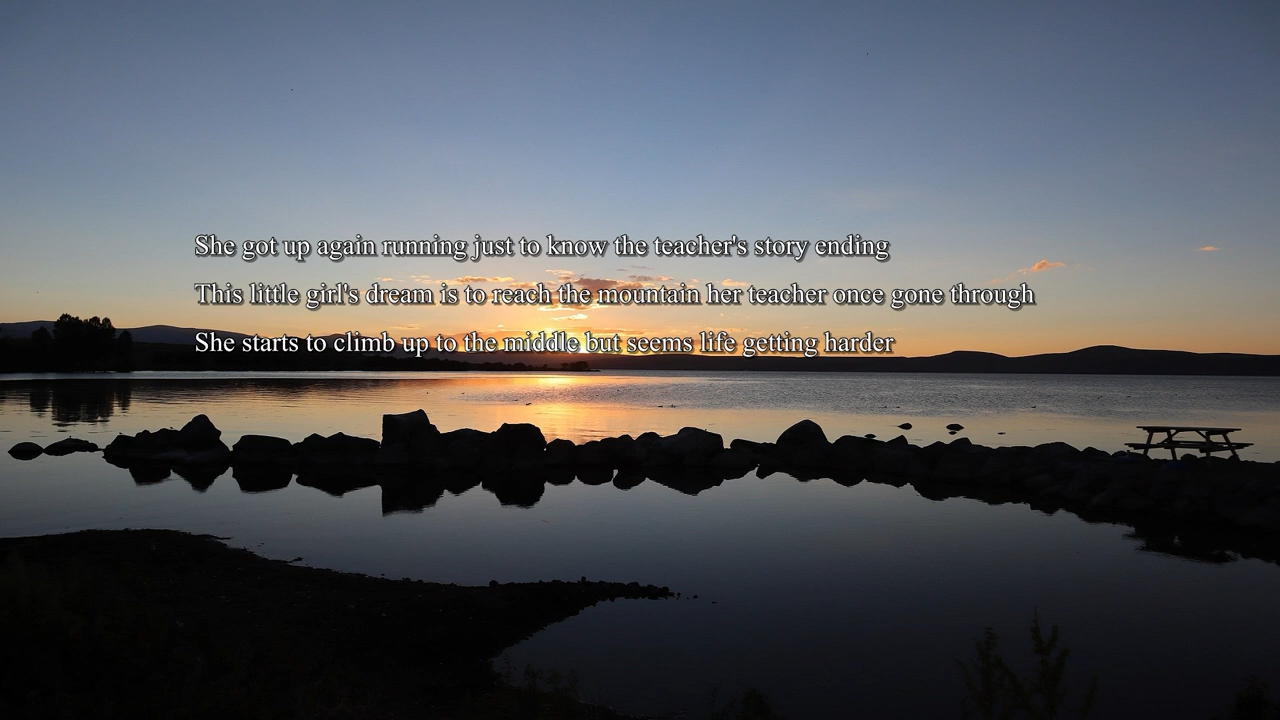 She got up again running just to know the teacher's story ending
This little girl's dream is to reach the mountain her teacher once gone through
She starts to climb up to the middle but seems life getting harder